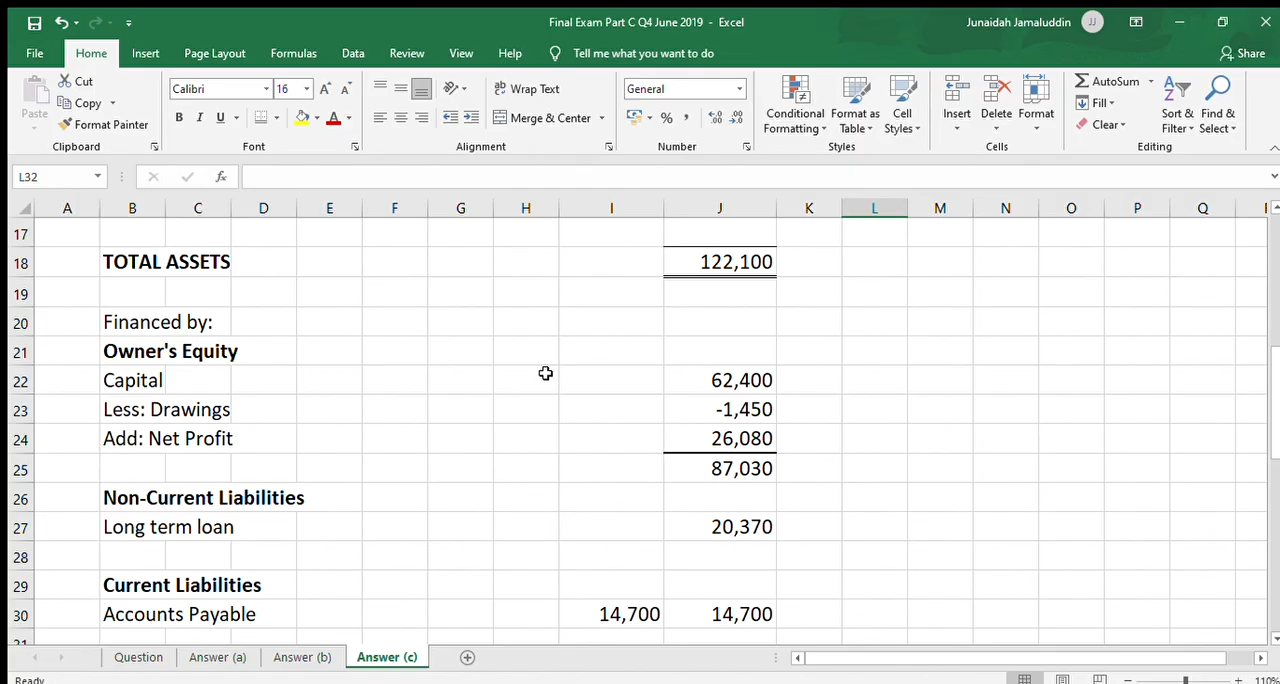 Final Exam Part C Q4 June 2019 - Excel
Junaidah Jamaluddin JJ
File Home Insert Page Layout Formulas Data Review View Help Tell me what you want to do Share
Paste Cut Copy Format Painter Clipboard
Calibri 16 A A B I U A Font
ab Wrap Text Merge & Center Alignment
General % , Number
Conditional Formatting Format as Table Cell Styles Styles
Insert Delete Format Cells
AutoSum Fill Clear Sort & Filter Find & Select Editing
L32 fx
A B C D E F G H I J K L M N O P Q
17
18 TOTAL ASSETS 122,100
19
20 Financed by:
21 Owner's Equity
22 Capital 62,400
23 Less: Drawings -1,450
24 Add: Net Profit 26,080
25 87,030
26 Non-Current Liabilities
27 Long term loan 20,370
28
29 Current Liabilities
30 Accounts Payable 14,700 14,700
Question Answer (a) Answer (b) Answer (c)
Ready 110%